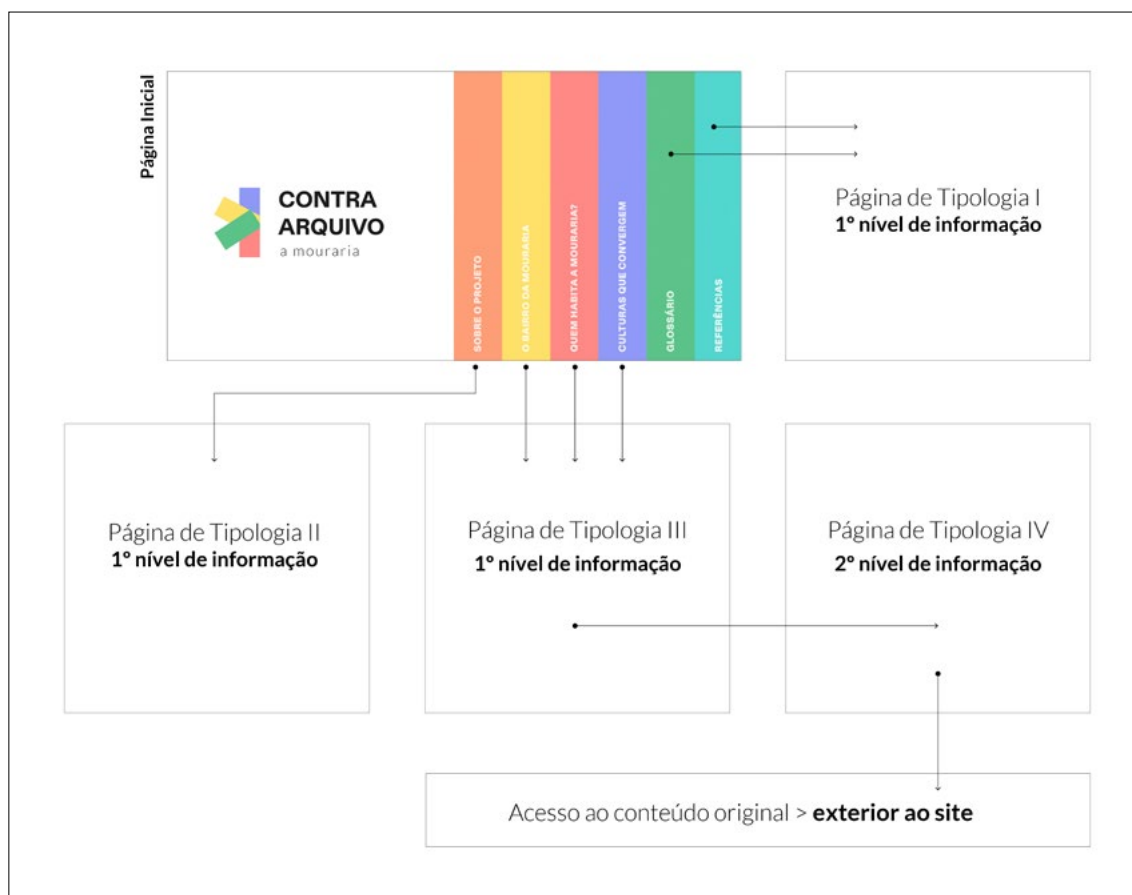 Página Inicial
CONTRA
ARQUIVO
a mouraria
SOBRE O PROJETO
O BAIRRO DA MOURARIA
QUEM HABITA A MOURARIA?
CULTURAS QUE CONVERGEM
GLOSSÁRIO
REFERÊNCIAS
Página de Tipologia I
1º nível de informação
Página de Tipologia II
1º nível de informação
Página de Tipologia III
1º nível de informação
Página de Tipologia IV
2º nível de informação
Acesso ao conteúdo original > exterior ao site